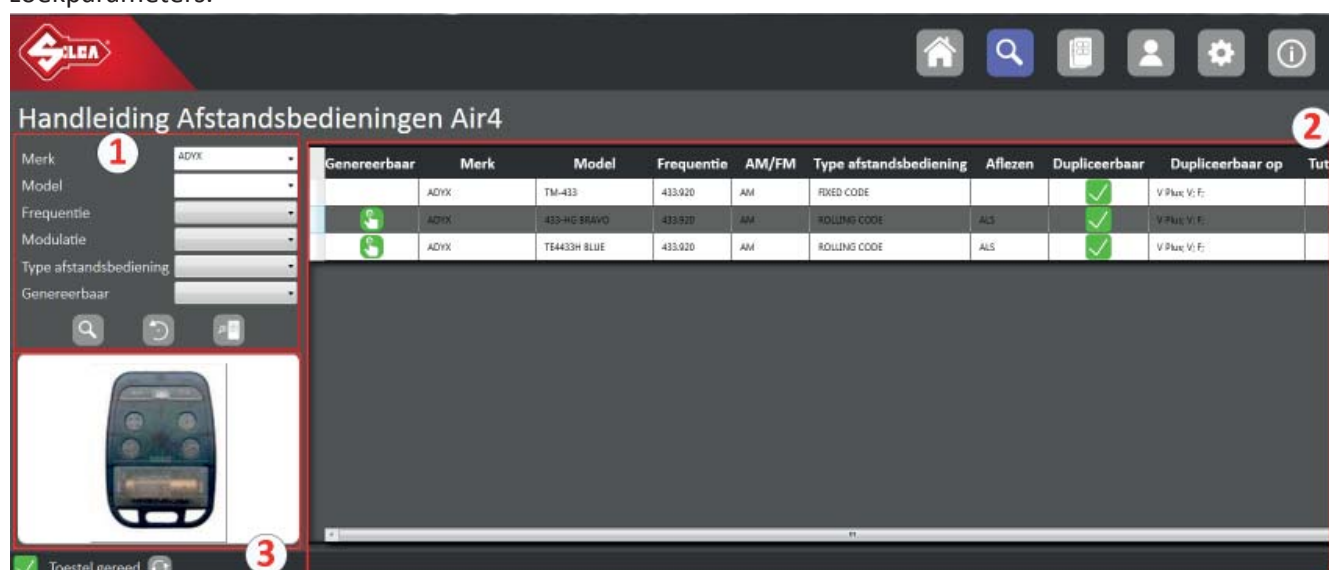 Zoekparameters.
SILCA
Handleiding Afstandsbedieningen Air4
1
2
Merk ADYX
Model
Frequentie
Modulatie
Type afstandsbediening
Genereerbaar
Genereerbaar Merk Model Frequentie AM/FM Type afstandsbediening Aflezen Dupliceerbaar Dupliceerbaar op Tut
ADYX TM-433 433.920 AM FIXED CODE V Plus; V; F;
ADYX 433-HG BRAVO 433.920 AM ROLLING CODE ALS V Plus; V; F;
ADYX TE4433H BLUE 433.920 AM ROLLING CODE ALS V Plus; V; F;
3
Toestel gereed